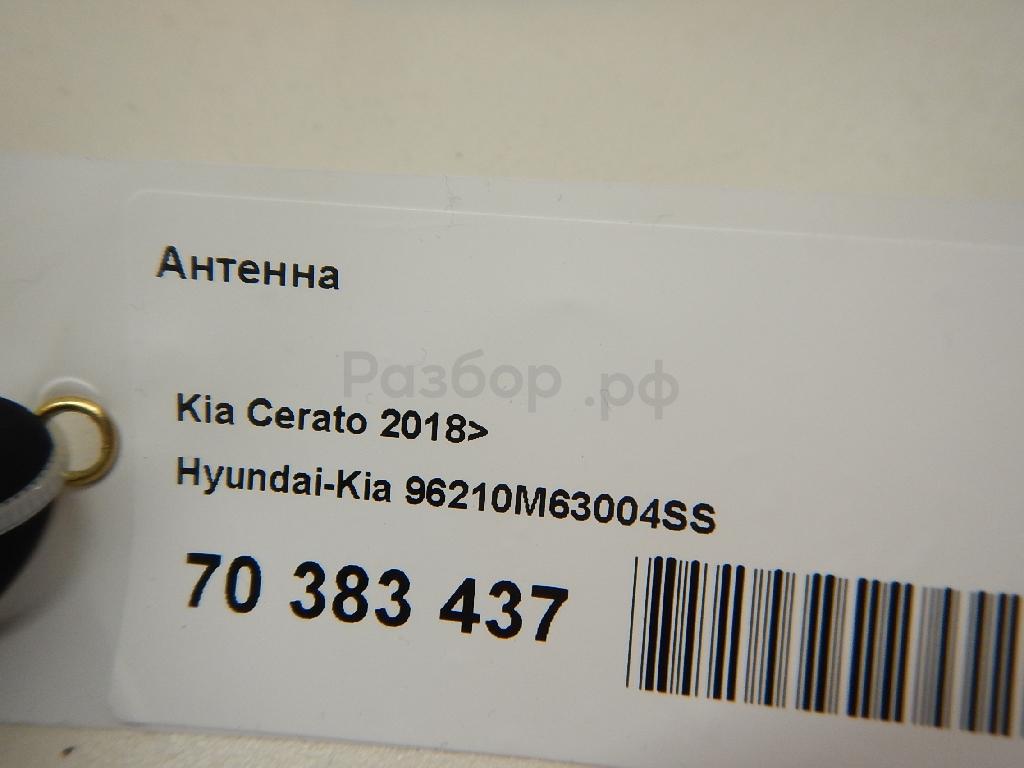 Антенна
Разбор.рф
Kia Cerato 2018>
Hyundai-Kia 96210M63004SS
70 383 437